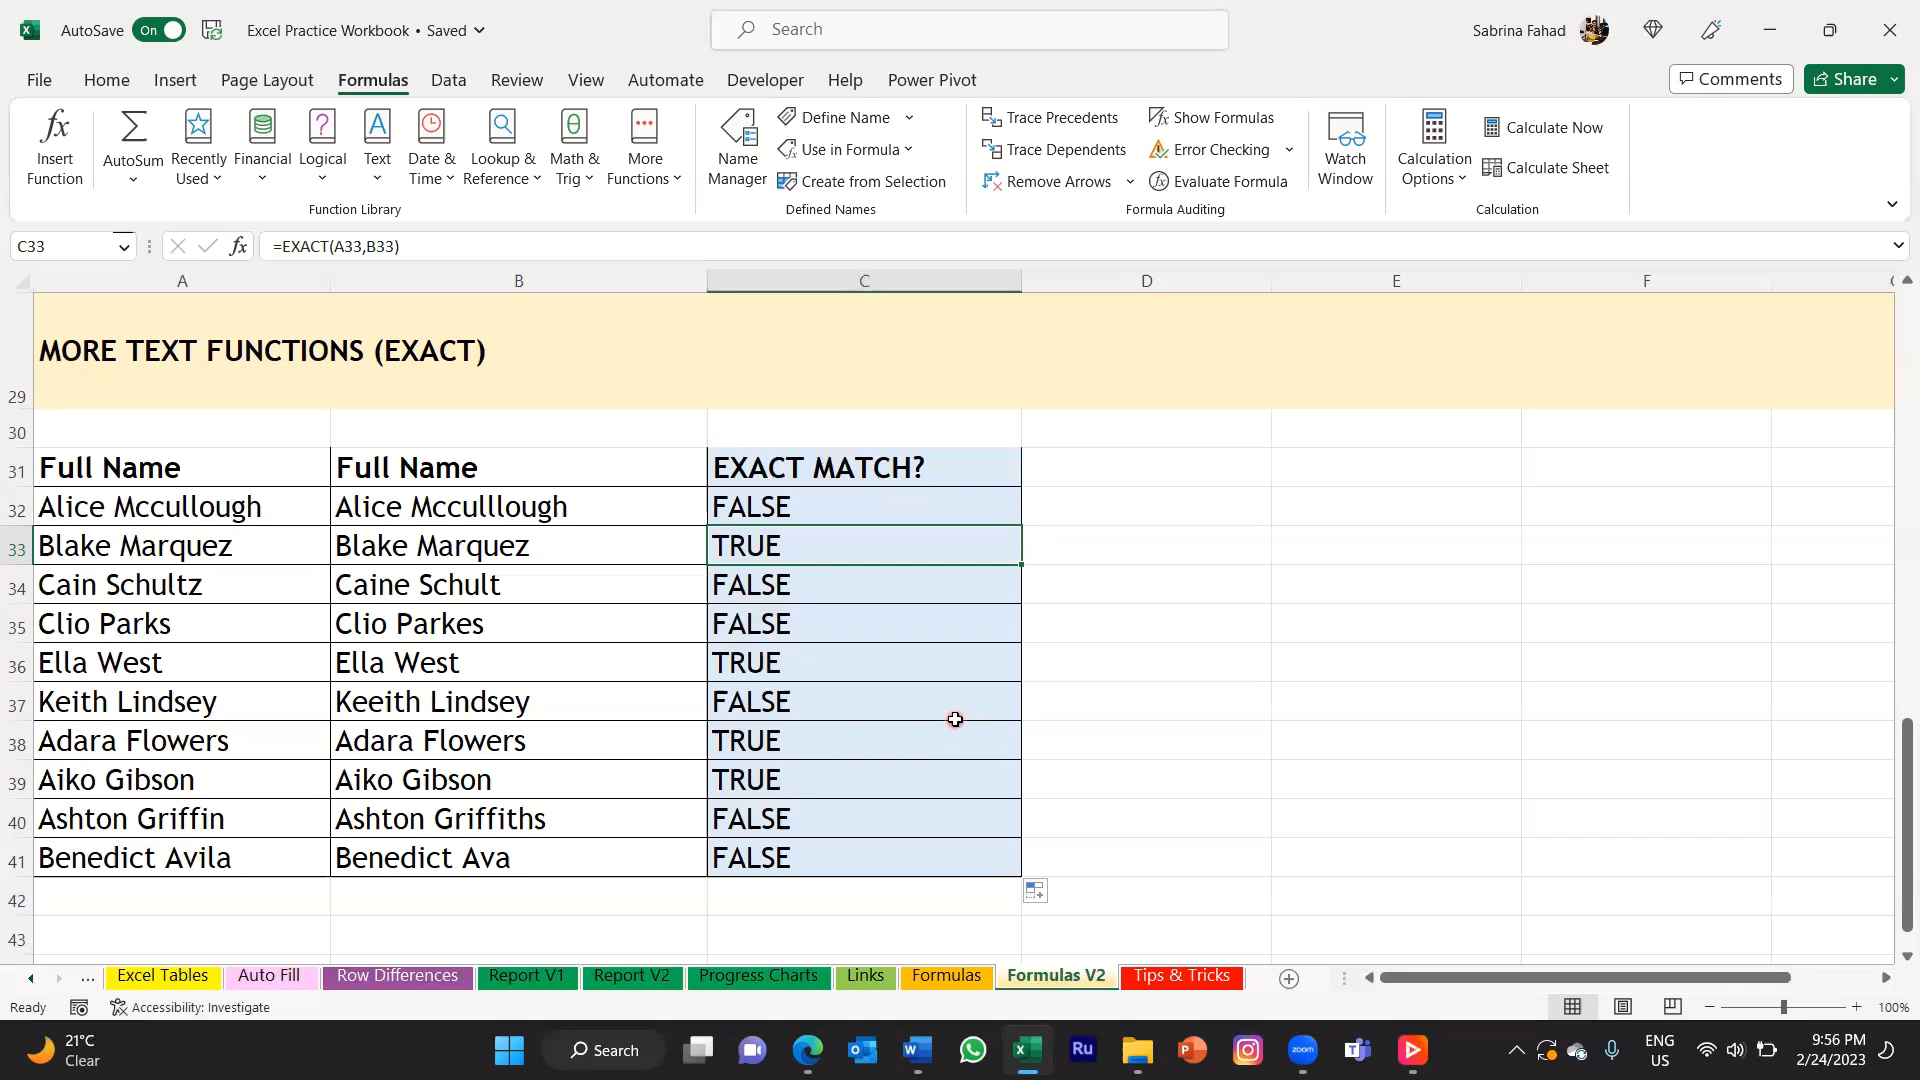 AutoSave On Excel Practice Workbook • Saved Search Sabrina Fahad
File Home Insert Page Layout Formulas Data Review View Automate Developer Help Power Pivot Comments Share
Insert Function AutoSum Recently Used Financial Logical Text Date & Time Lookup & Reference Math & Trig More Functions
Function Library
Name Manager
Define Name
Use in Formula
Create from Selection
Defined Names
Trace Precedents Show Formulas
Trace Dependents Error Checking
Remove Arrows Evaluate Formula
Formula Auditing
Watch Window
Calculation Options
Calculate Now
Calculate Sheet
Calculation
C33 fx =EXACT(A33,B33)
A B C D E F
29 MORE TEXT FUNCTIONS (EXACT)
30
31 Full Name Full Name EXACT MATCH?
32 Alice Mccullough Alice Mcculllough FALSE
33 Blake Marquez Blake Marquez TRUE
34 Cain Schultz Caine Schult FALSE
35 Clio Parks Clio Parkes FALSE
36 Ella West Ella West TRUE
37 Keith Lindsey Keeith Lindsey FALSE
38 Adara Flowers Adara Flowers TRUE
39 Aiko Gibson Aiko Gibson TRUE
40 Ashton Griffin Ashton Griffiths FALSE
41 Benedict Avila Benedict Ava FALSE
42
43
... Excel Tables Auto Fill Row Differences Report V1 Report V2 Progress Charts Links Formulas Formulas V2 Tips & Tricks
Ready Accessibility: Investigate 100%
21°C
Clear
Search
Ru
zoom
ENG
US
9:56 PM
2/24/2023